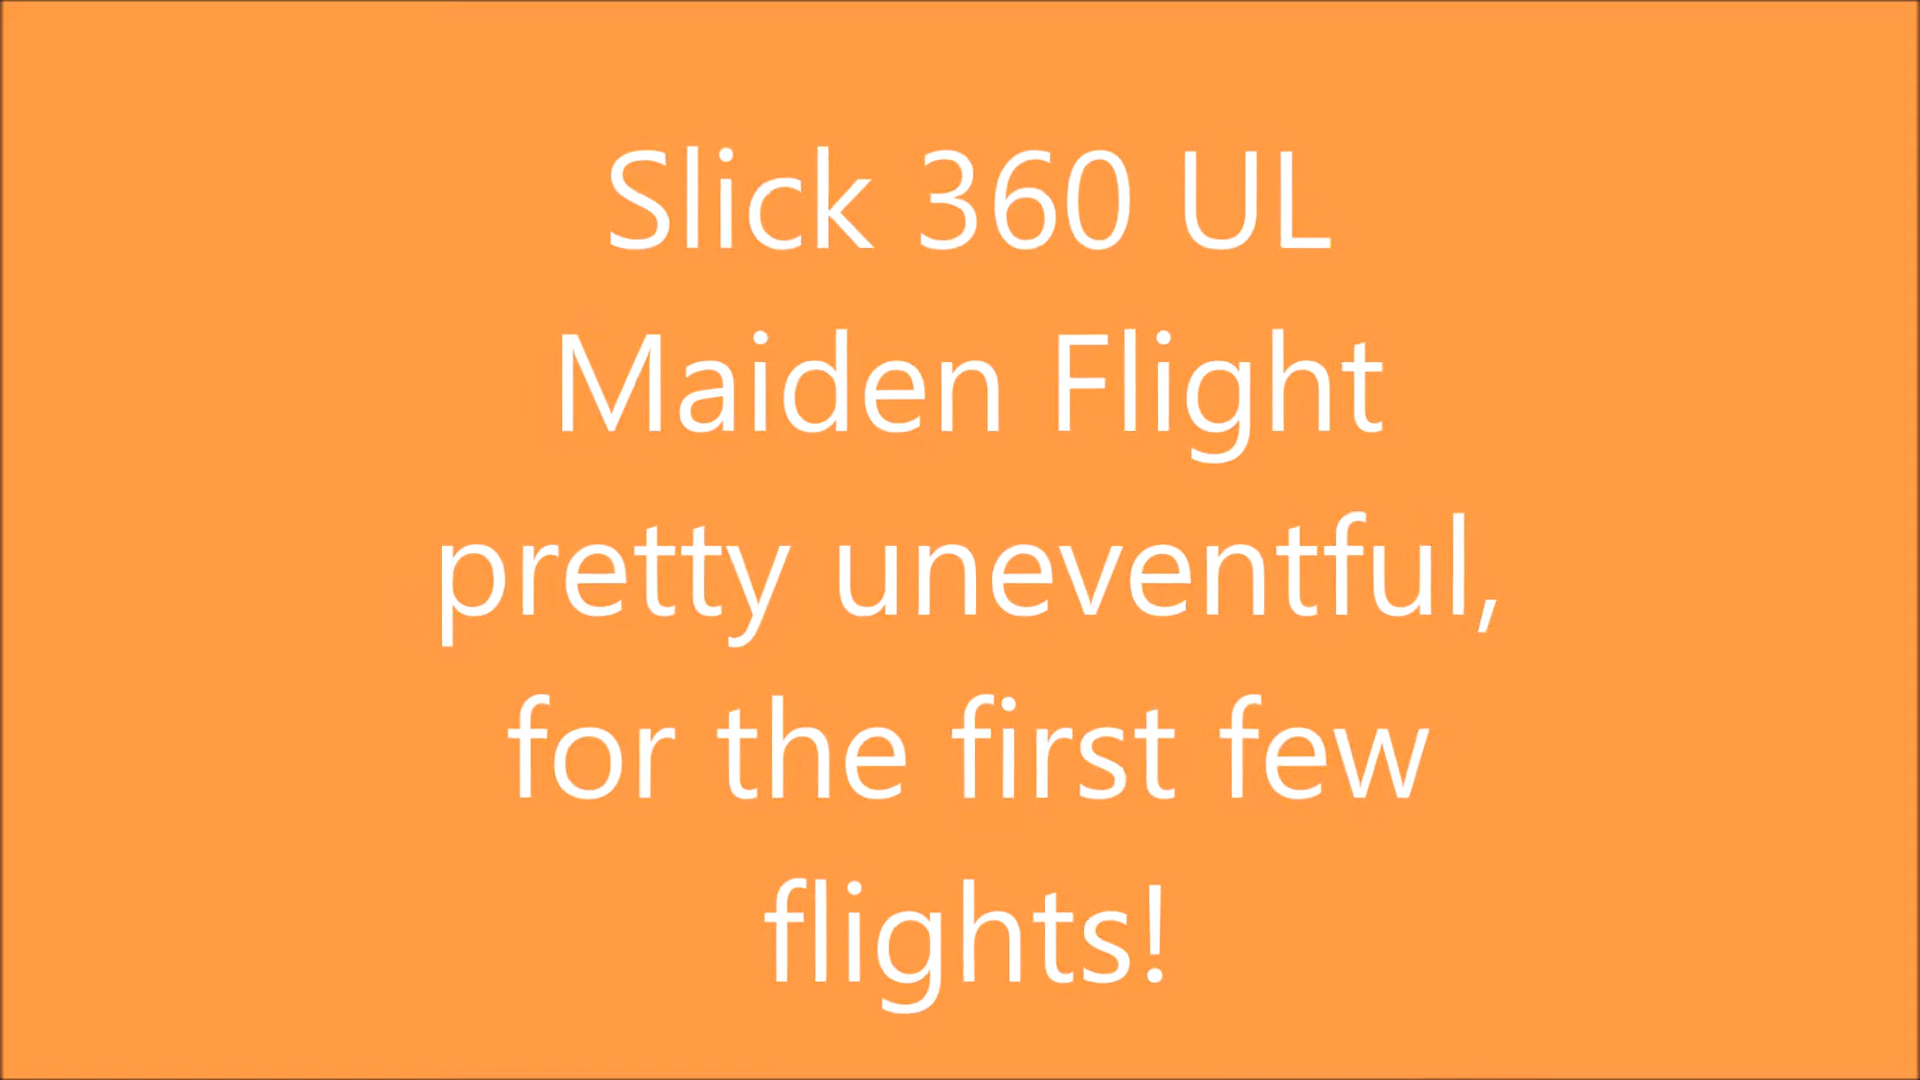 Slick 360 UL
Maiden Flight
pretty uneventful,
for the first few
flights!